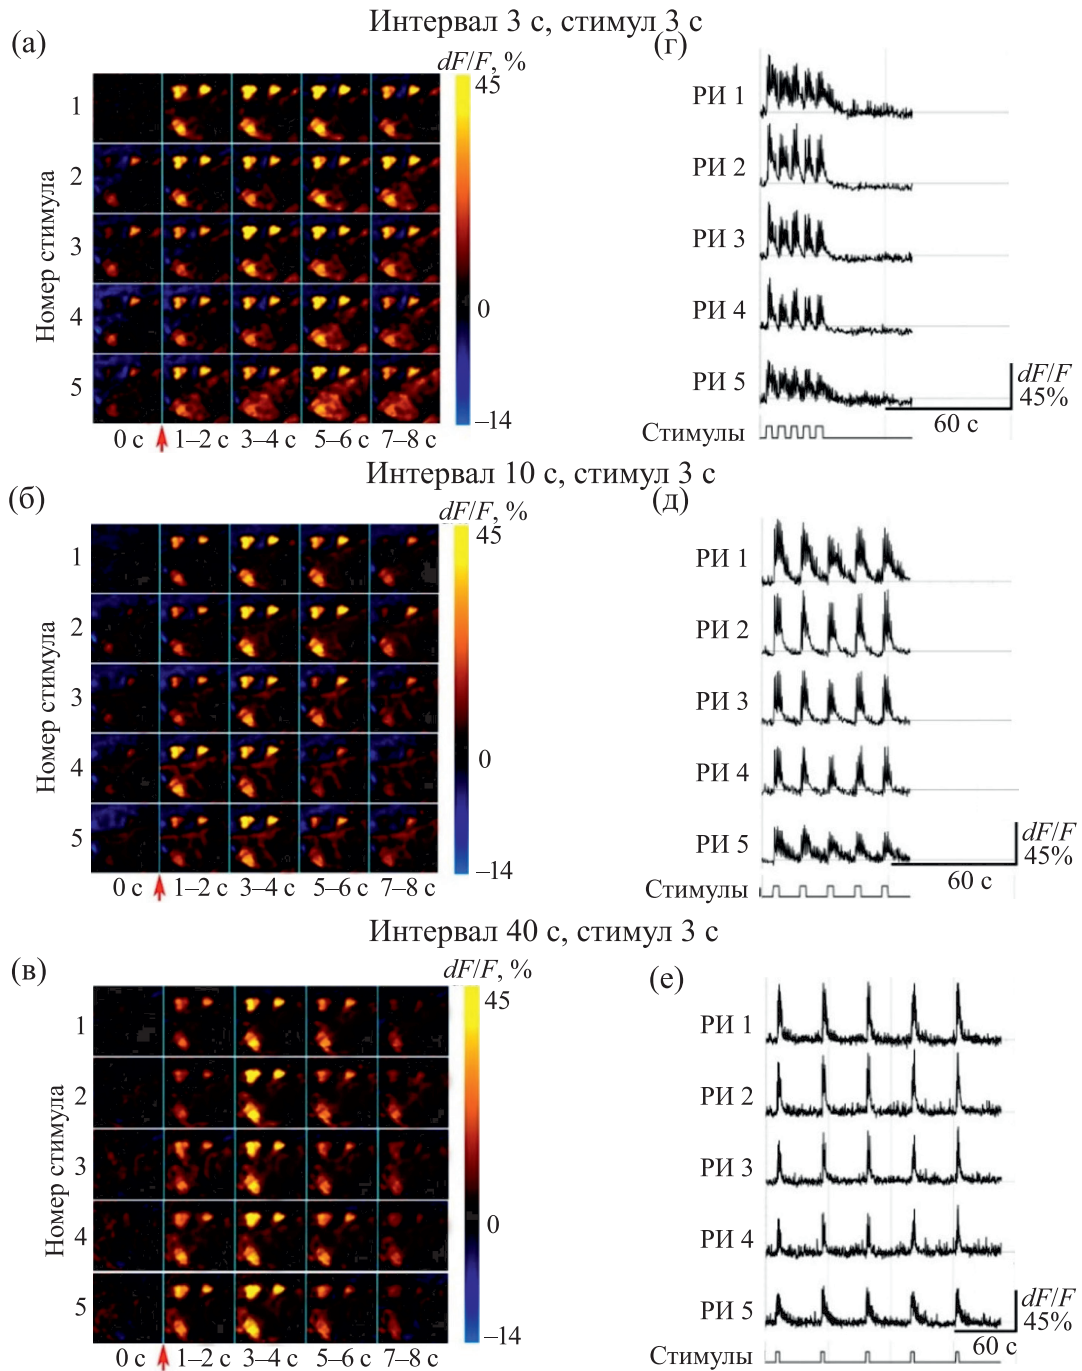 Интервал 3 с, стимул 3 с
(а)
dF/F, %
45
0
–14
Номер стимула
1
2
3
4
5
0 с
1–2 с
3–4 с
5–6 с
7–8 с
(г)
РИ 1
РИ 2
РИ 3
РИ 4
РИ 5
dF/F
45%
60 с
Стимулы
Интервал 10 с, стимул 3 с
(б)
dF/F, %
45
0
–14
Номер стимула
1
2
3
4
5
0 с
1–2 с
3–4 с
5–6 с
7–8 с
(д)
РИ 1
РИ 2
РИ 3
РИ 4
РИ 5
dF/F
45%
60 с
Стимулы
Интервал 40 с, стимул 3 с
(в)
dF/F, %
45
0
–14
Номер стимула
1
2
3
4
5
0 с
1–2 с
3–4 с
5–6 с
7–8 с
(е)
РИ 1
РИ 2
РИ 3
РИ 4
РИ 5
dF/F
45%
60 с
Стимулы